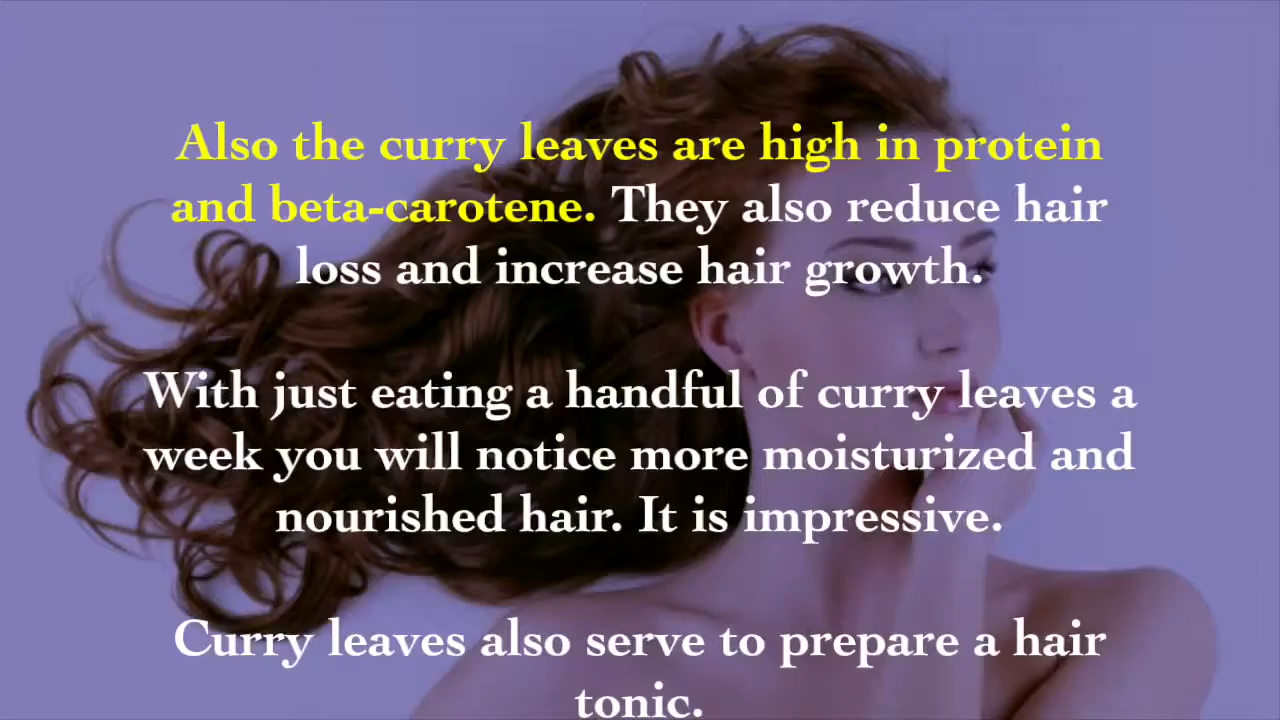 Also the curry leaves are high in protein
and beta-carotene. They also reduce hair
loss and increase hair growth.
With just eating a handful of curry leaves a
week you will notice more moisturized and
nourished hair. It is impressive.
Curry leaves also serve to prepare a hair
tonic.